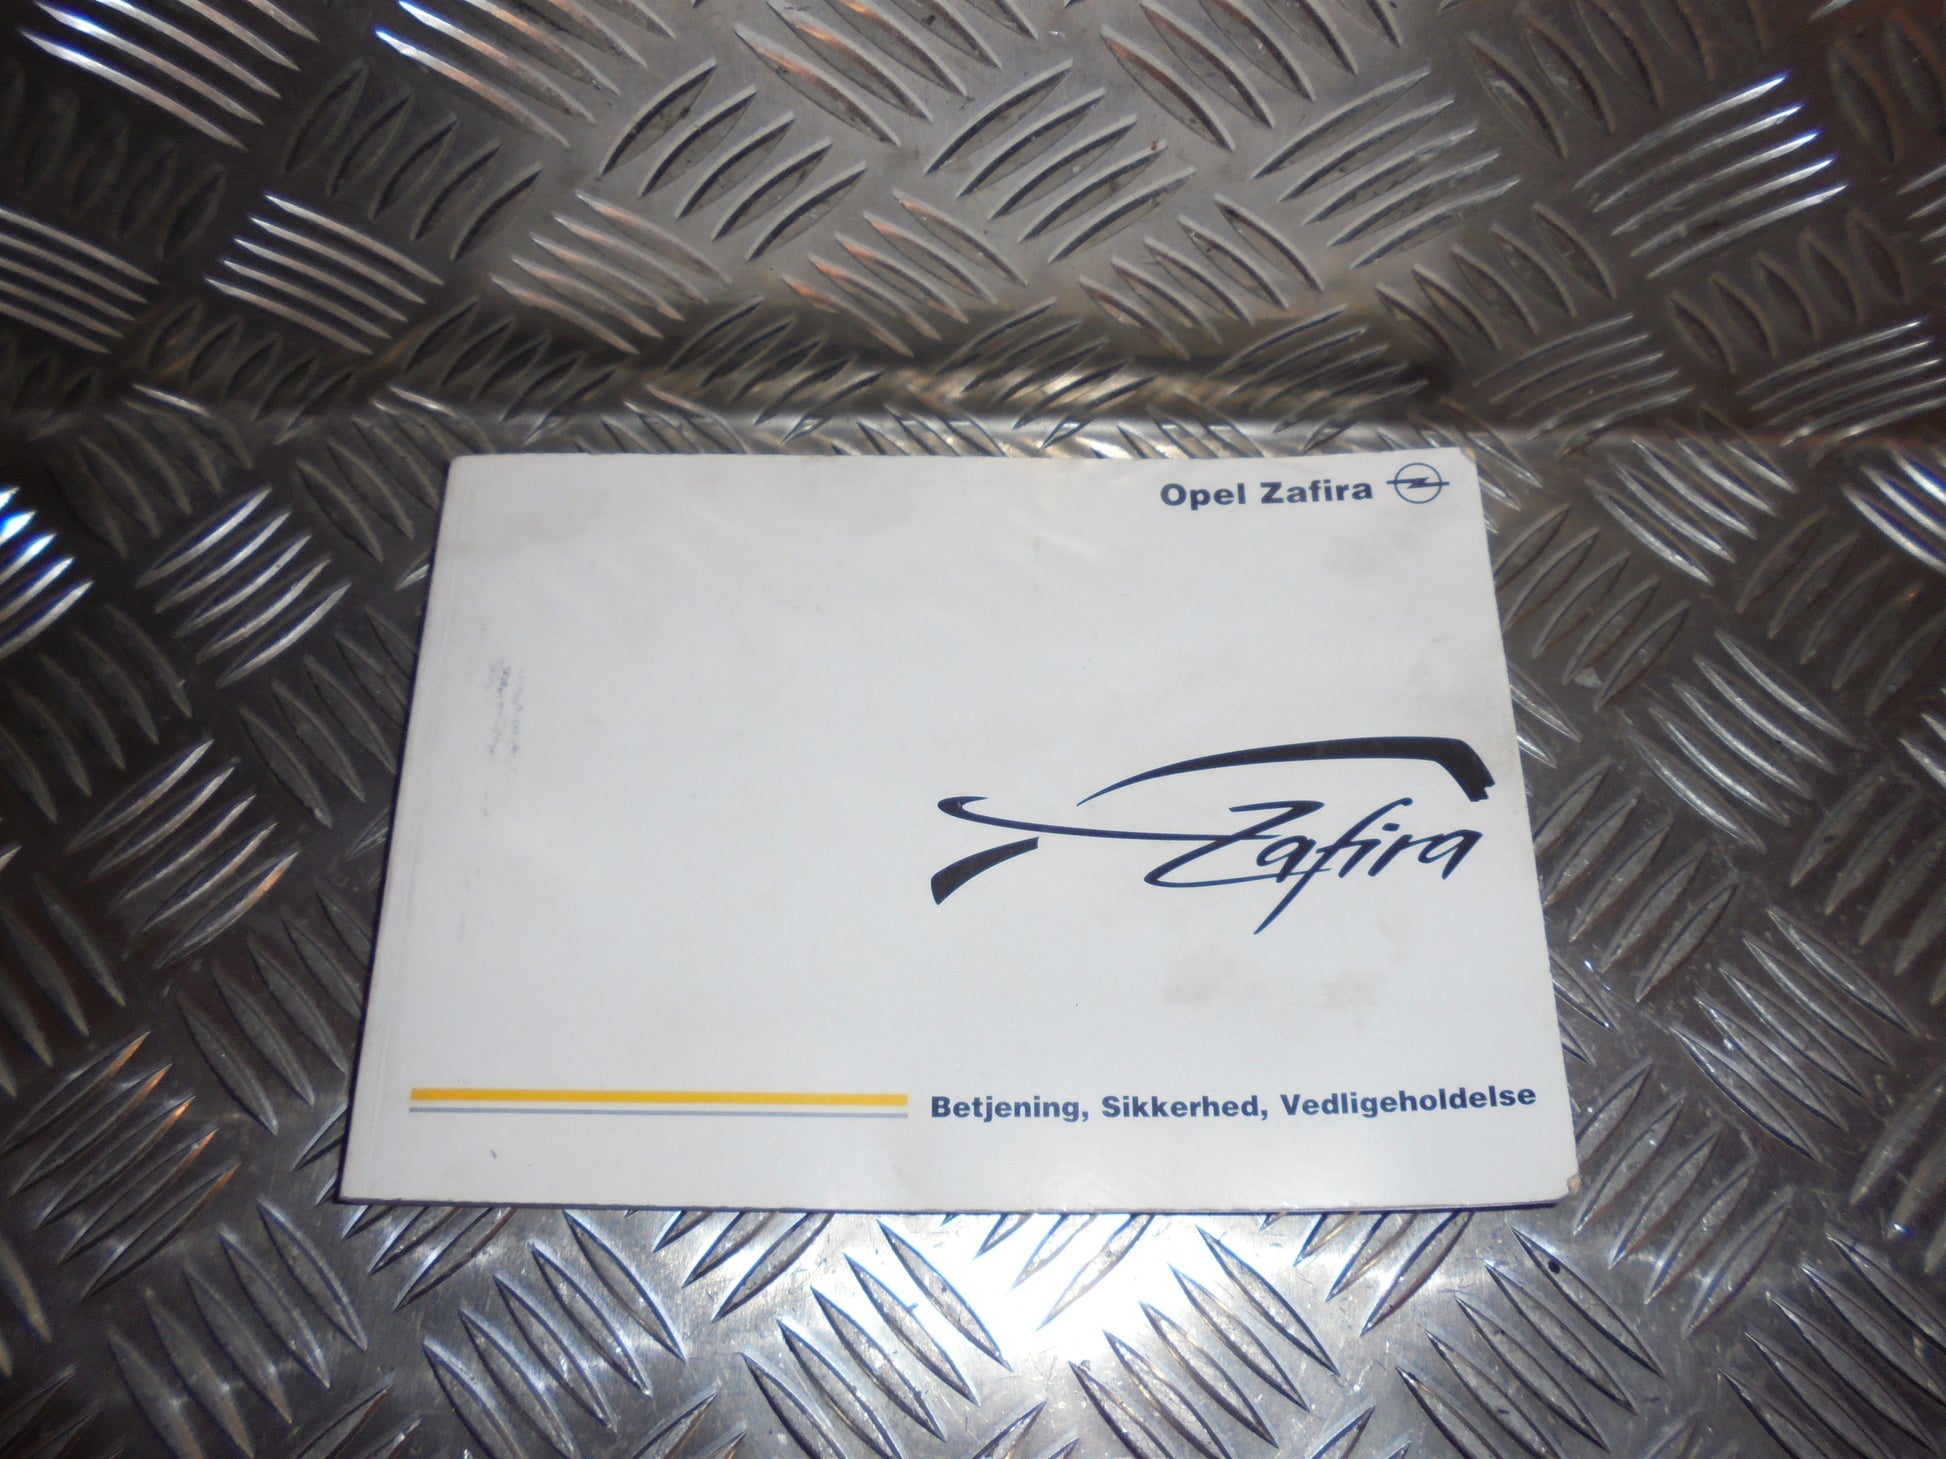 Opel Zafira
Zafira
Betjening, Sikkerhed, Vedligeholdelse